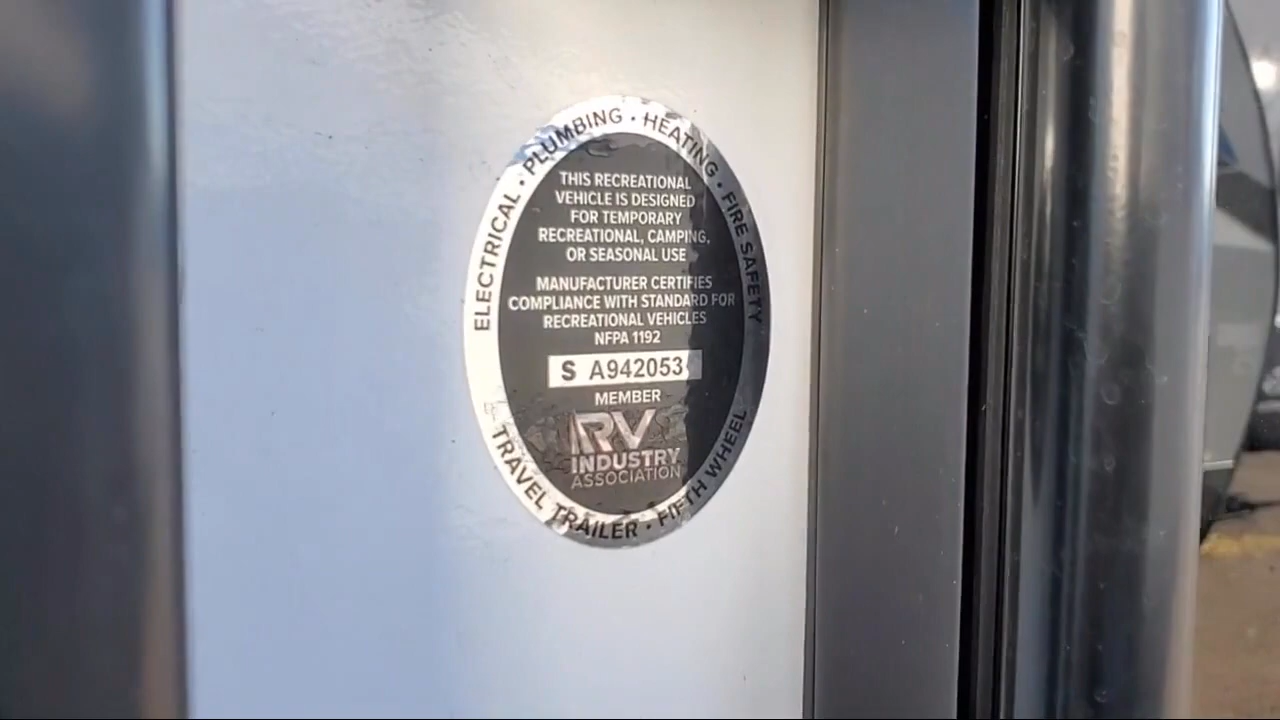 ELECTRICAL • PLUMBING • HEATING • FIRE SAFETY
THIS RECREATIONAL
VEHICLE IS DESIGNED
FOR TEMPORARY
RECREATIONAL, CAMPING,
OR SEASONAL USE
MANUFACTURER CERTIFIES
COMPLIANCE WITH STANDARD FOR
RECREATIONAL VEHICLES
NFPA 1192
S A942053
MEMBER
RV
INDUSTRY
ASSOCIATION
TRAVEL TRAILER • FIFTH WHEEL